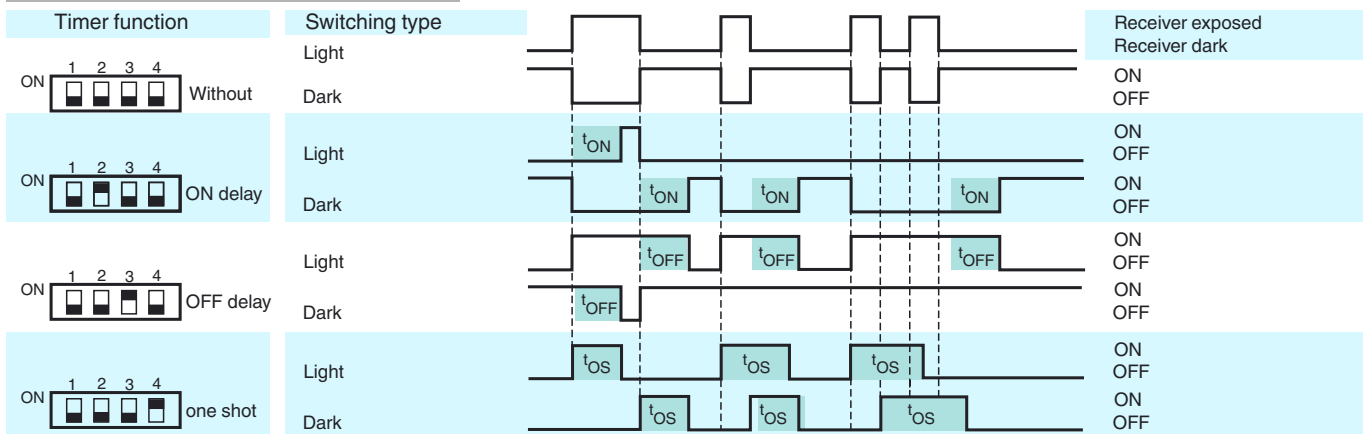 Timer function Switching type Receiver exposed
Light Receiver dark
1 2 3 4
ON Without Dark ON
OFF
Light tON ON
OFF
1 2 3 4
ON ON delay Dark tON tON tON ON
OFF
Light tOFF tOFF tOFF ON
OFF
1 2 3 4
ON OFF delay Dark tOFF ON
OFF
Light tOS tOS tOS ON
OFF
1 2 3 4
ON one shot Dark tOS tOS tOS ON
OFF